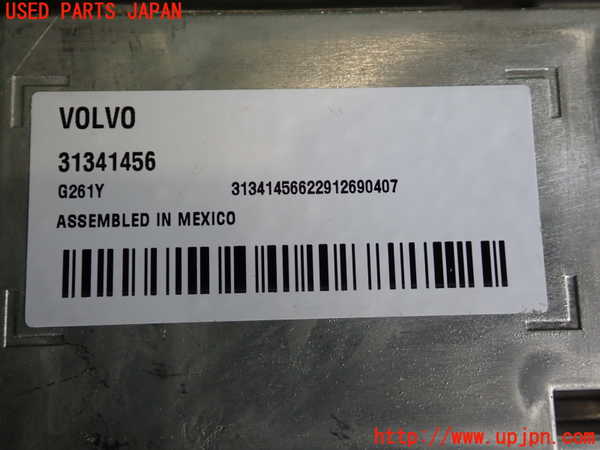 USED PARTS JAPAN
VOLVO
31341456
G261Y
31341456622912690407
ASSEMBLED IN MEXICO
http://www.upjpn.com/